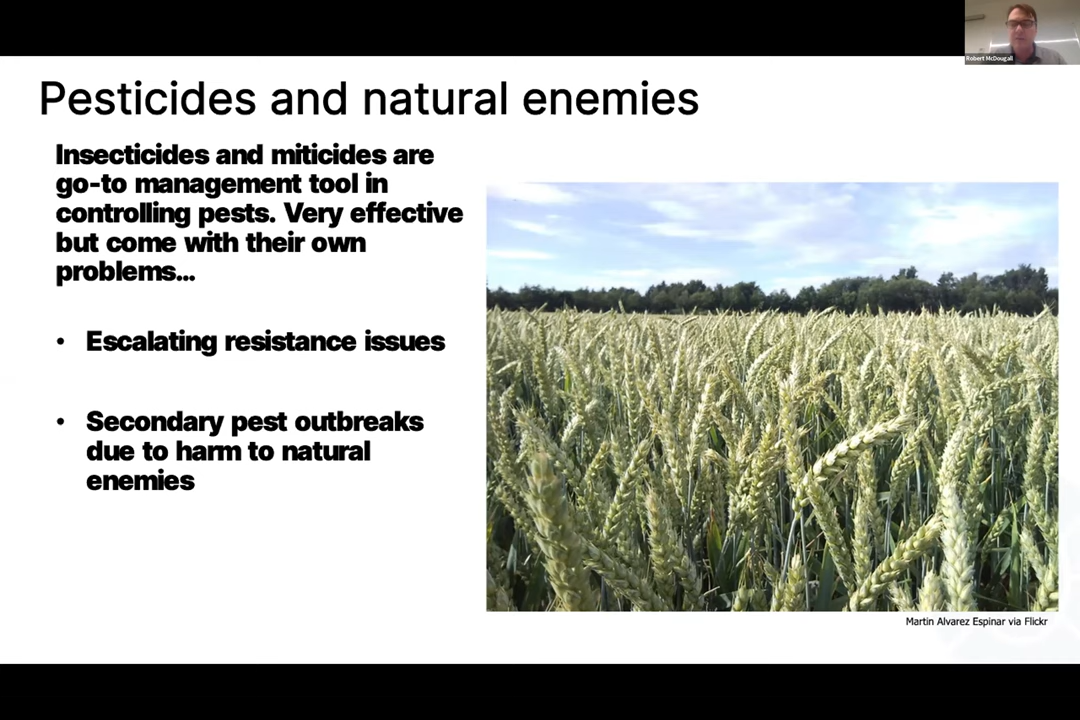 Robert McDougall
Pesticides and natural enemies
Insecticides and miticides are
go-to management tool in
controlling pests. Very effective
but come with their own
problems...
• Escalating resistance issues
• Secondary pest outbreaks
due to harm to natural
enemies
Martin Alvarez Espinar via Flickr